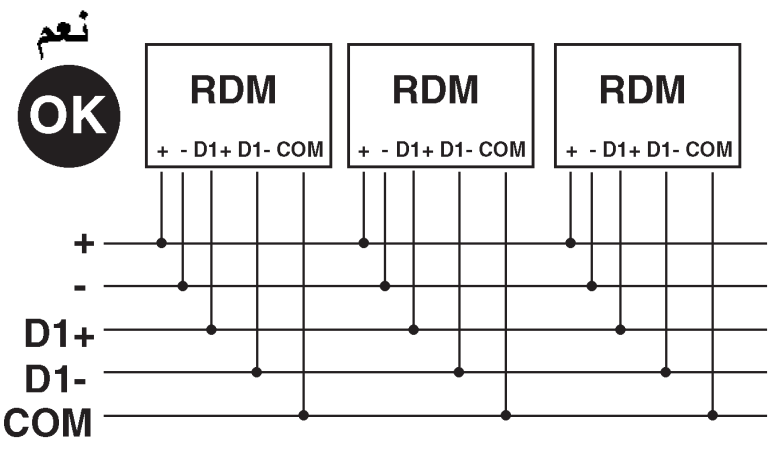 نعم
OK
RDM RDM RDM
+ - D1+ D1- COM + - D1+ D1- COM + - D1+ D1- COM
+
-
D1+
D1-
COM